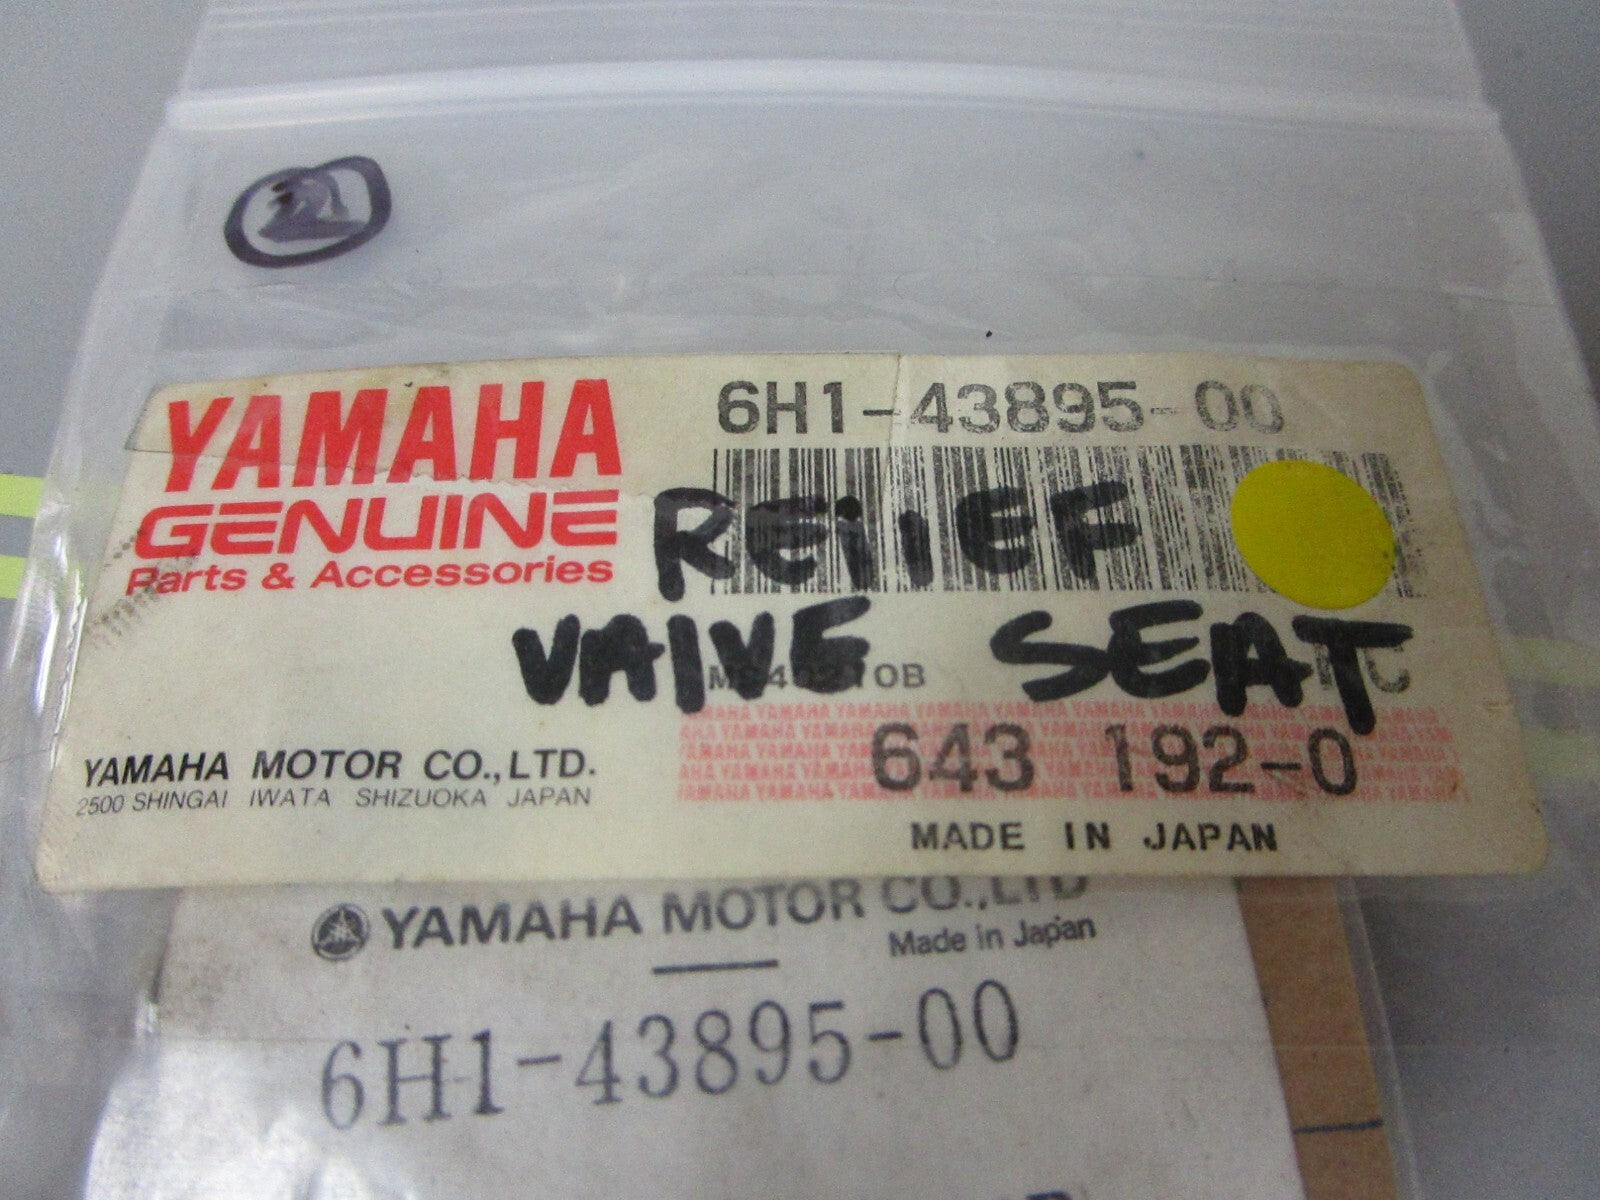 2
YAMAHA
GENUINE
Parts & Accessories
6H1-43895-00
RELIEF
VALVE SEAT
643 192-0
MADE IN JAPAN
YAMAHA MOTOR CO., LTD.
2500 SHINGAI IWATA SHIZUOKA JAPAN
YAMAHA MOTOR CO., LTD
Made in Japan
6H1-43895-00